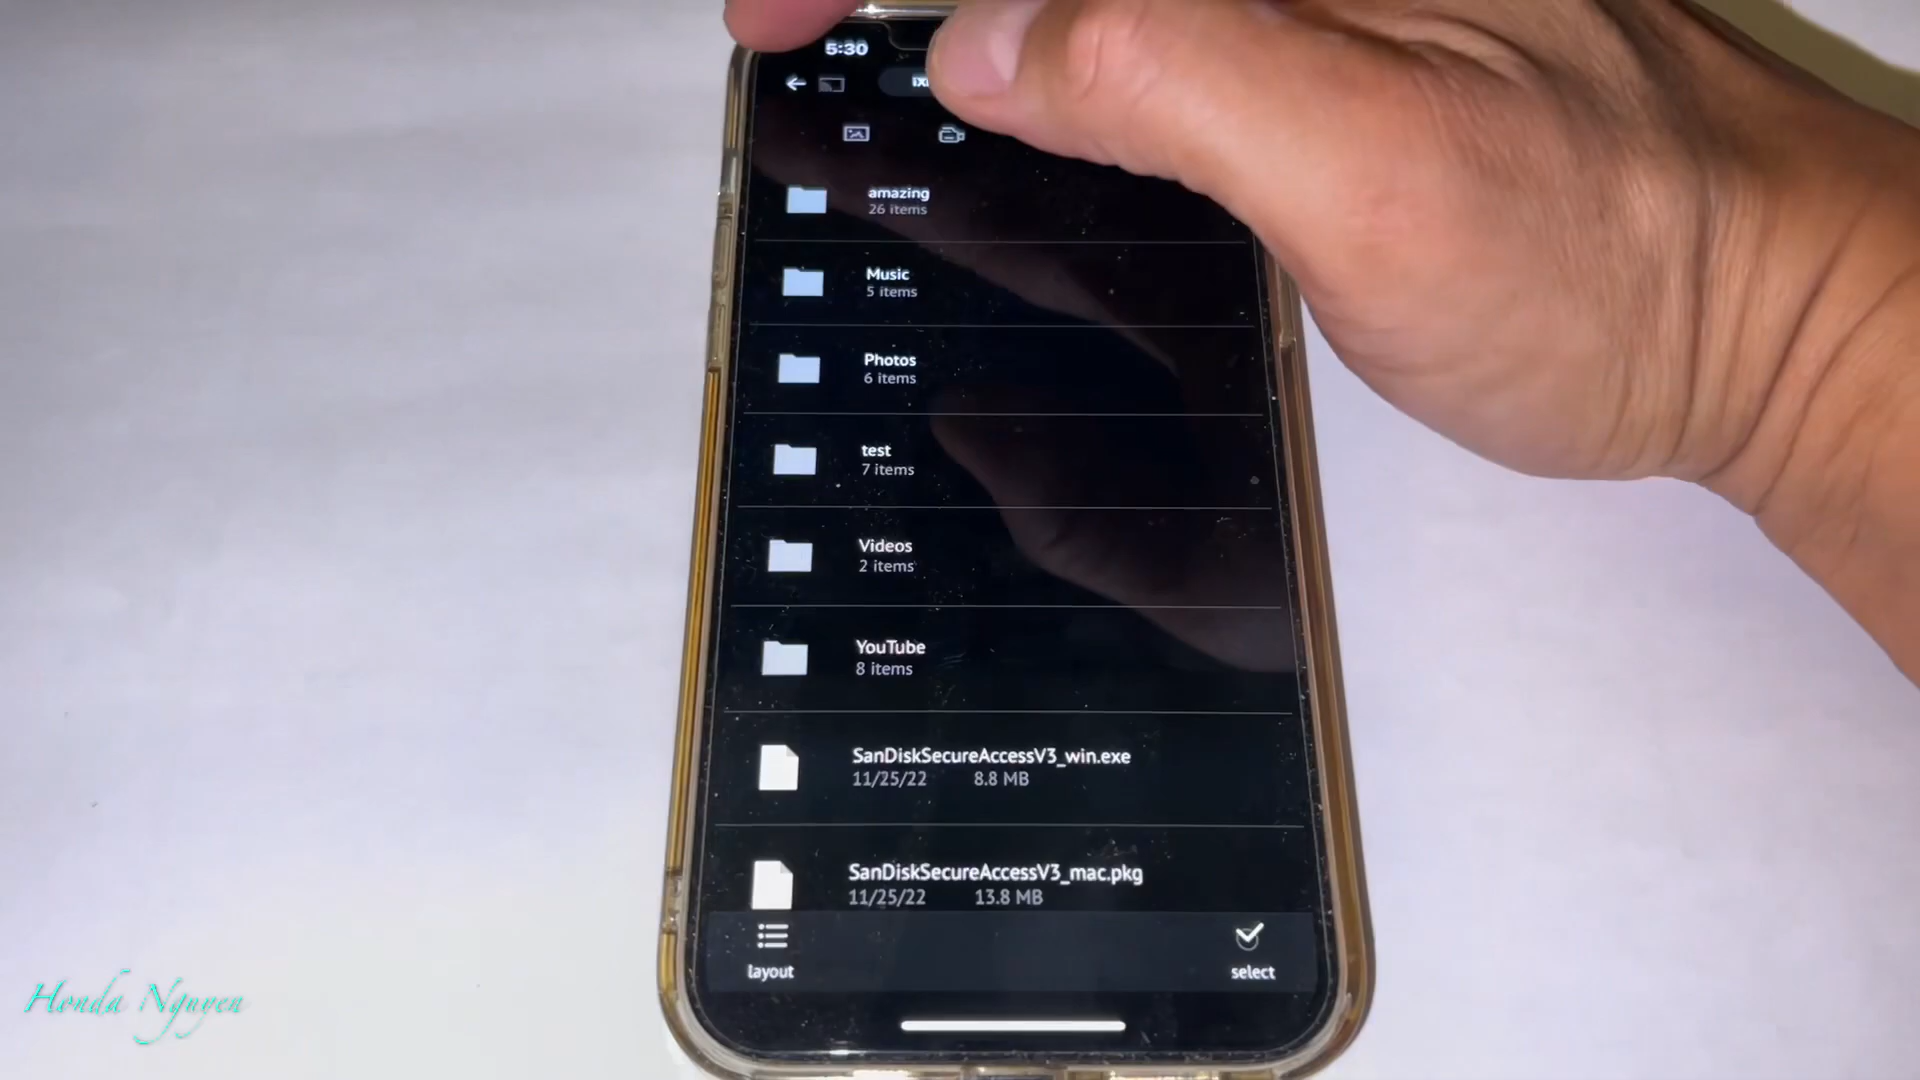 5:30
amazing
26 items
Music
5 items
Photos
6 items
test
7 items
Videos
2 items
YouTube
8 items
SanDiskSecureAccessV3_win.exe
11/25/22 8.8 MB
SanDiskSecureAccessV3_mac.pkg
11/25/22 13.8 MB
layout
select
Honda Nguyen